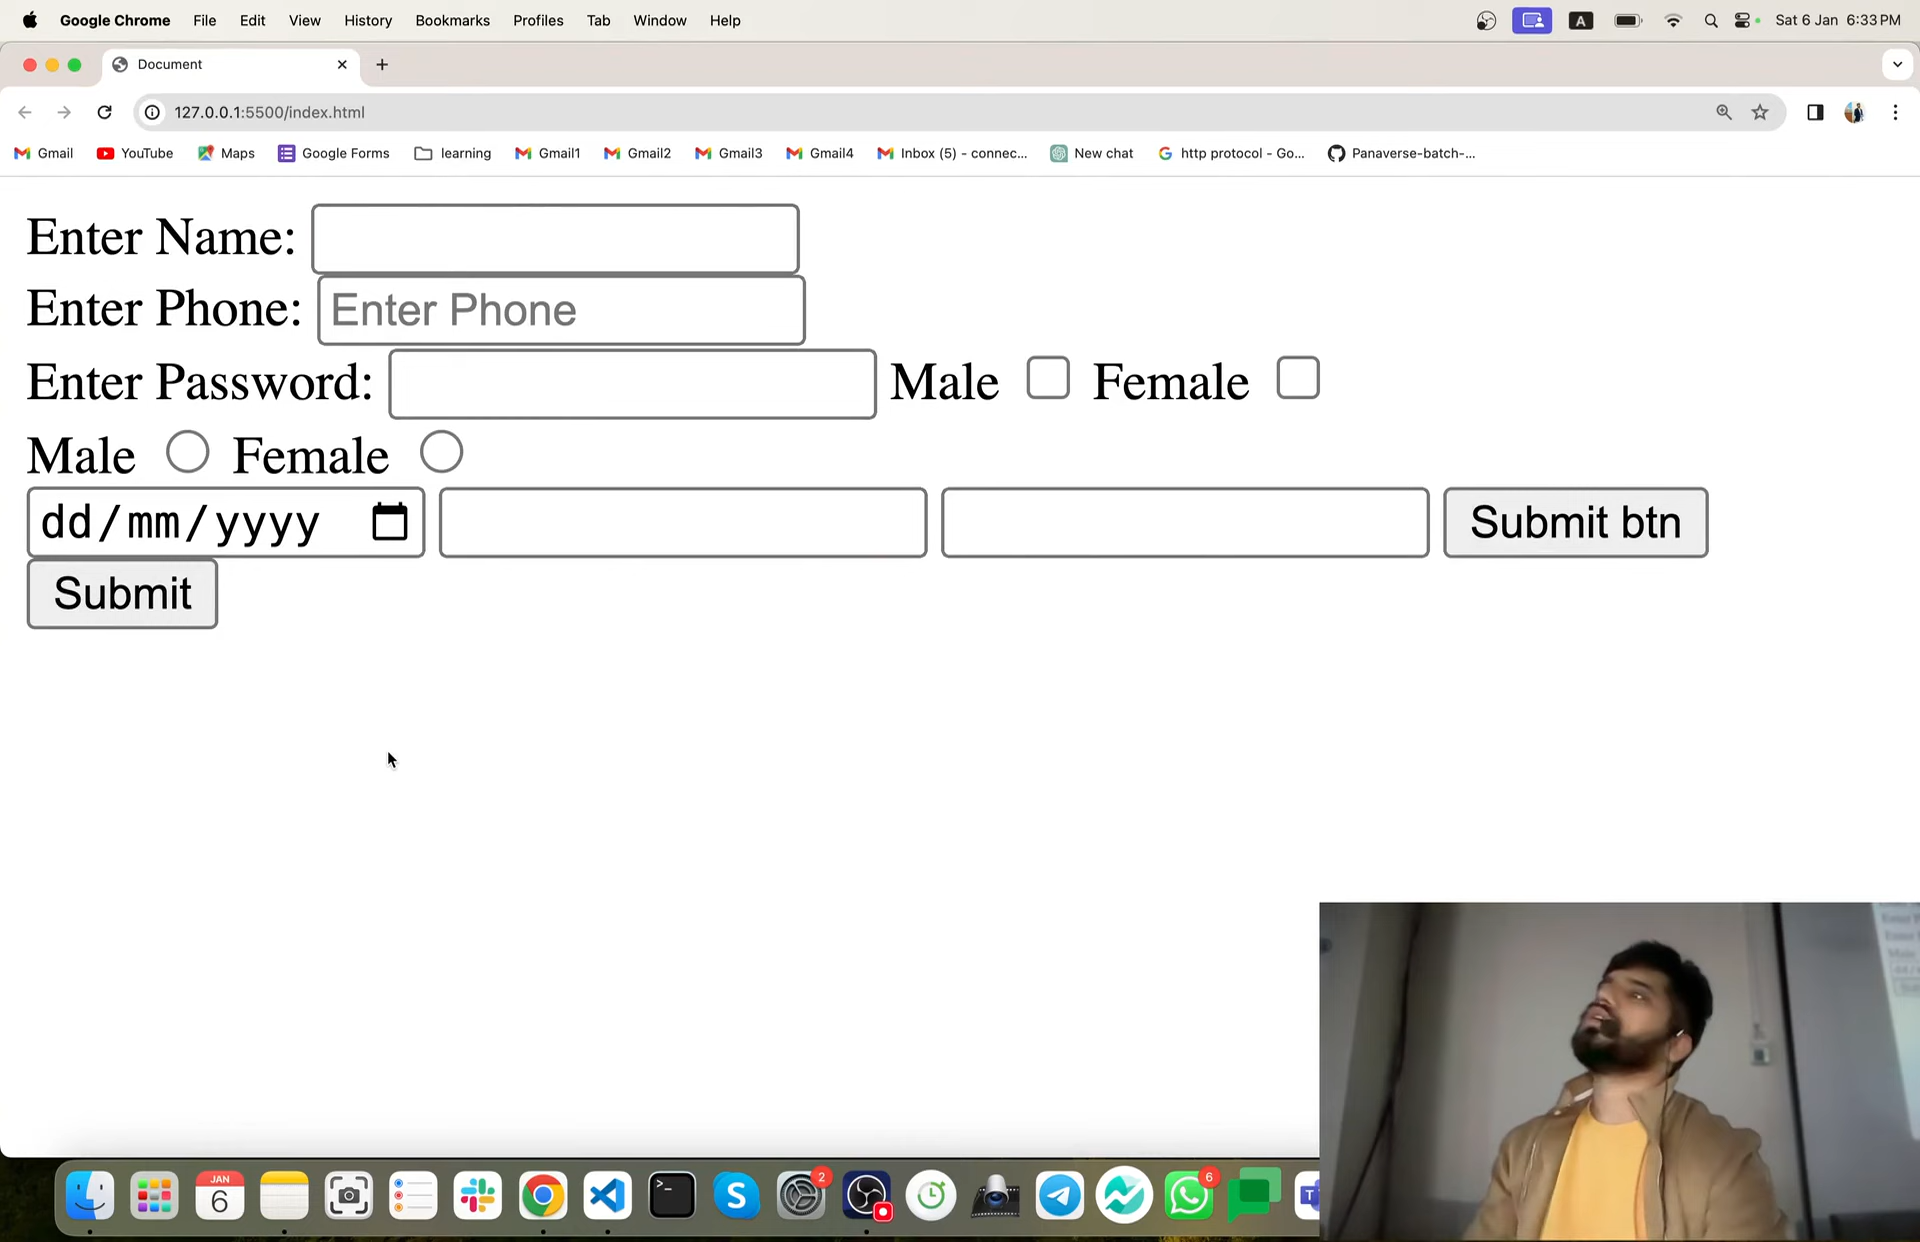 Google Chrome File Edit View History Bookmarks Profiles Tab Window Help A Sat 6 Jan 6:33 PM
Document
127.0.0.1:5500/index.html
Gmail YouTube Maps Google Forms learning Gmail1 Gmail2 Gmail3 Gmail4 Inbox (5) - connec... New chat http protocol - Go... Panaverse-batch-...
Enter Name:
Enter Phone: Enter Phone
Enter Password: Male Female
Male Female
dd/mm/yyyy Submit btn
Submit
JAN
6
>_
S
2
6
T